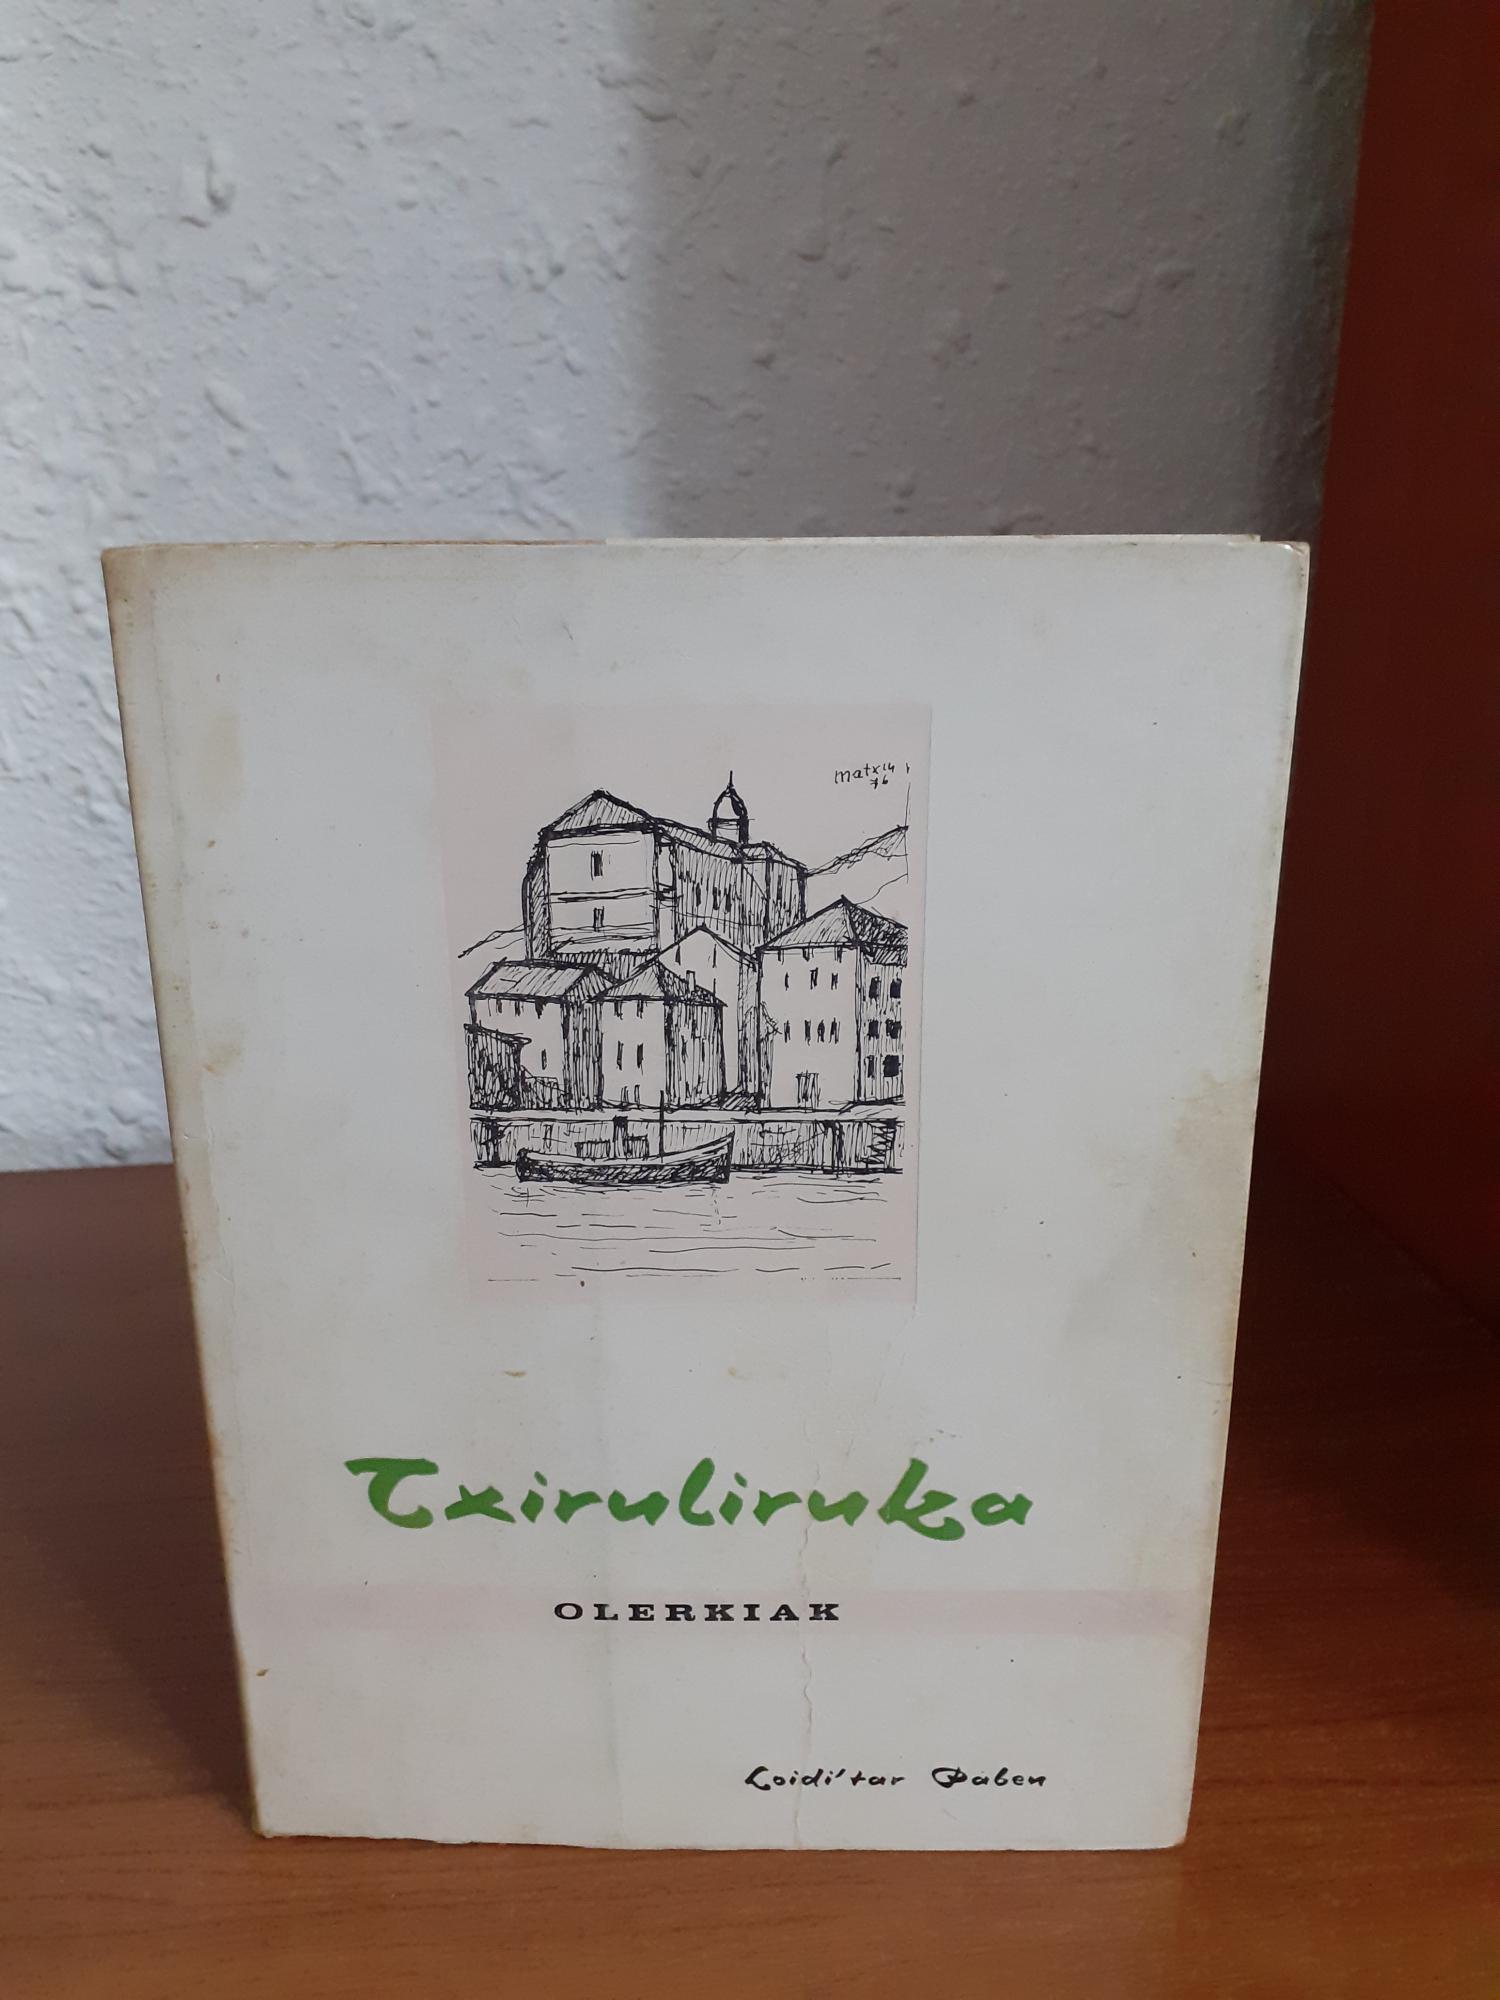 matxin
76
Txiruliruka
OLERKIAK
Loidi'tar Paben